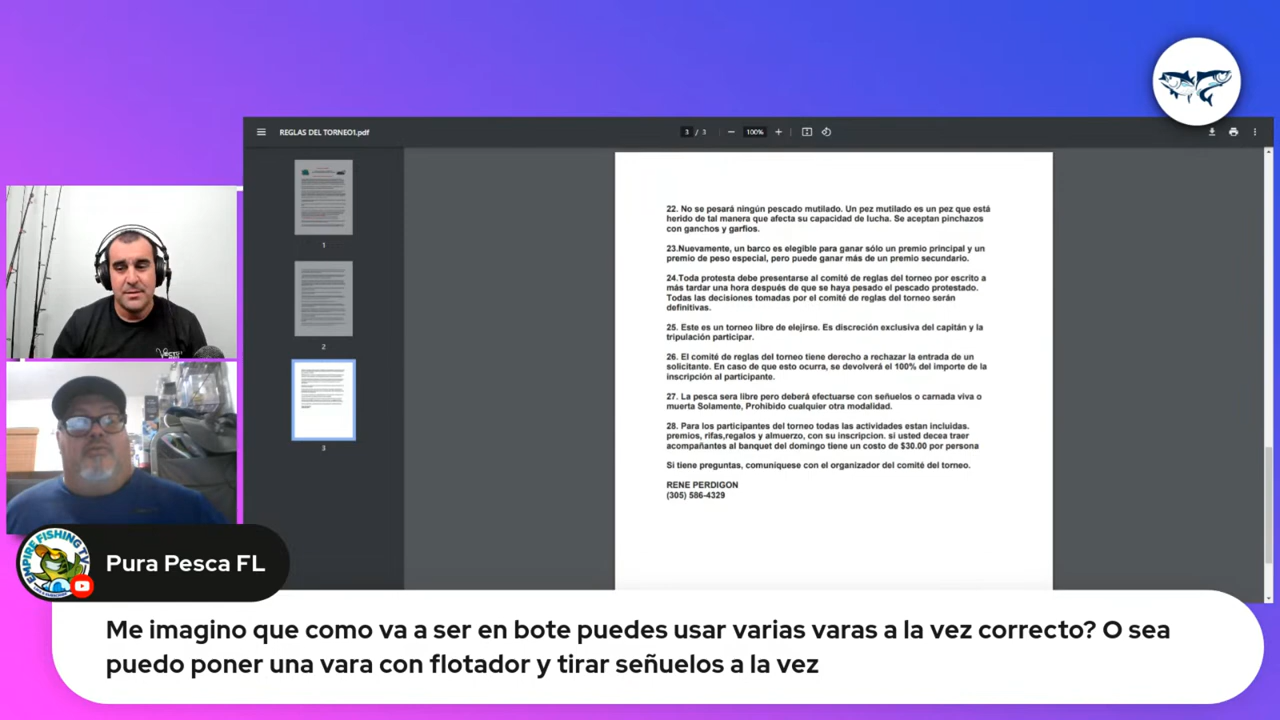 REGLAS DEL TORNEO1.pdf
3 / 3
100%
1
2
3
22. No se pesará ningún pescado mutilado. Un pez mutilado es un pez que está
herido de tal manera que afecta su capacidad de lucha. Se aceptan pinchazos
con ganchos y garfios.
23.Nuevamente, un barco es elegible para ganar sólo un premio principal y un
premio de peso especial, pero puede ganar más de un premio secundario.
24.Toda protesta debe presentarse al comité de reglas del torneo por escrito a
más tardar una hora después de que se haya pesado el pescado protestado.
Todas las decisiones tomadas por el comité de reglas del torneo serán
definitivas.
25. Este es un torneo libre de elejirse. Es discreción exclusiva del capitán y la
tripulación participar.
26. El comité de reglas del torneo tiene derecho a rechazar la entrada de un
solicitante. En caso de que esto ocurra, se devolverá el 100% del importe de la
inscripción al participante.
27. La pesca sera libre pero deberá efectuarse con señuelos o carnada viva o
muerta Solamente, Prohibido cualquier otra modalidad.
28. Para los participantes del torneo todas las actividades estan incluidas.
premios, rifas,regalos y almuerzo, con su inscripcion. si usted decea traer
acompañantes al banquet del domingo tiene un costo de $30.00 por persona
Si tiene preguntas, comuníquese con el organizador del comité del torneo.
RENE PERDIGON
(305) 586-4329
EMPIRE FISHING TV
Pura Pesca FL
Me imagino que como va a ser en bote puedes usar varias varas a la vez correcto? O sea
puedo poner una vara con flotador y tirar señuelos a la vez